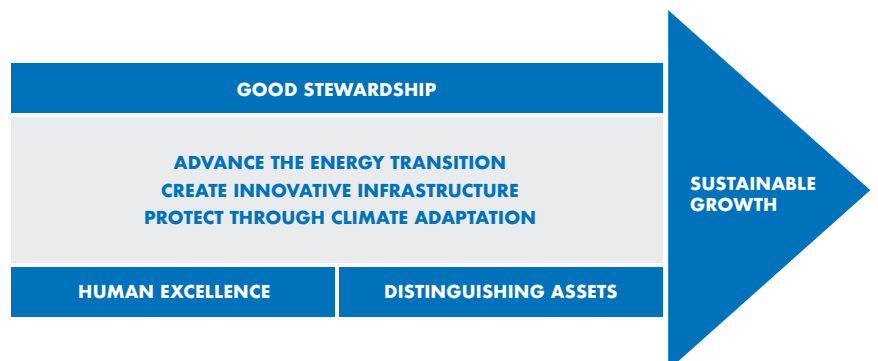 GOOD STEWARDSHIP
ADVANCE THE ENERGY TRANSITION
CREATE INNOVATIVE INFRASTRUCTURE
PROTECT THROUGH CLIMATE ADAPTATION
HUMAN EXCELLENCE
DISTINGUISHING ASSETS
SUSTAINABLE
GROWTH